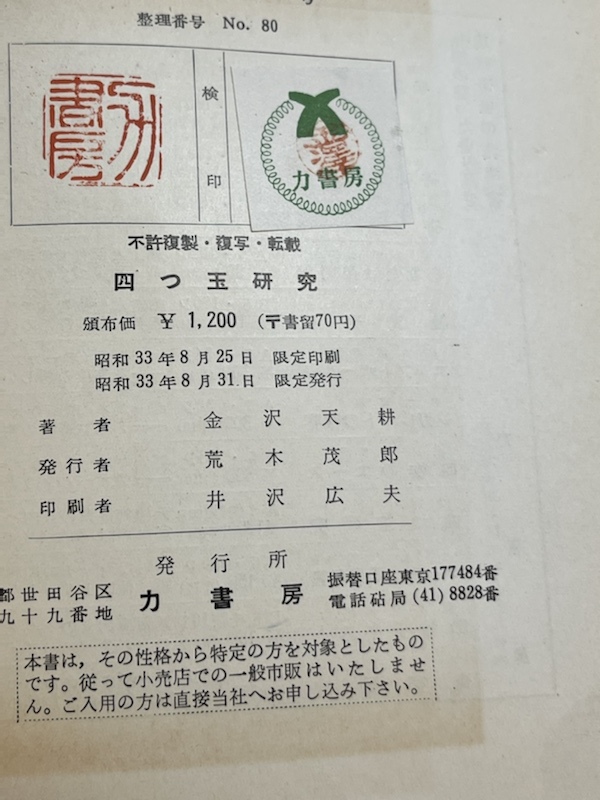 整理番号 No. 80
検印
力書房
不許複製・複写・転載
四つ玉研究
頒布価 ¥ 1,200 (〒書留70円)
昭和33年8月25日 限定印刷
昭和33年8月31日 限定発行
著者 金沢天耕
発行者 荒木茂郎
印刷者 井沢広夫
発行所
都世田谷区
九十九番地
力書房
振替口座東京177484番
電話砧局(41)8828番
本書は，その性格から特定の方を対象としたもの
です。従って小売店での一般市販はいたしませ
ん。ご入用の方は直接当社へお申し込み下さい。